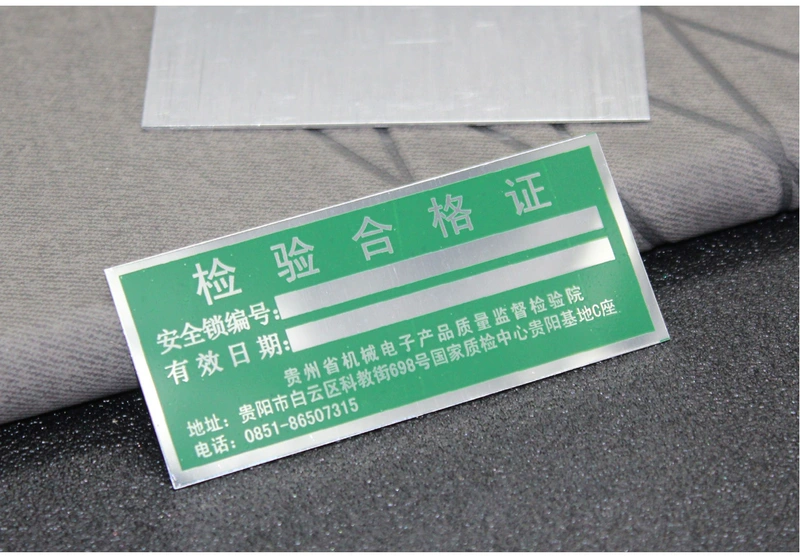 检验合格证
安全锁编号:
有效日期:
贵州省机械电子产品质量监督检验院
地址：贵阳市白云区科教街698号国家质检中心贵阳基地C座
电话：0851-86507315